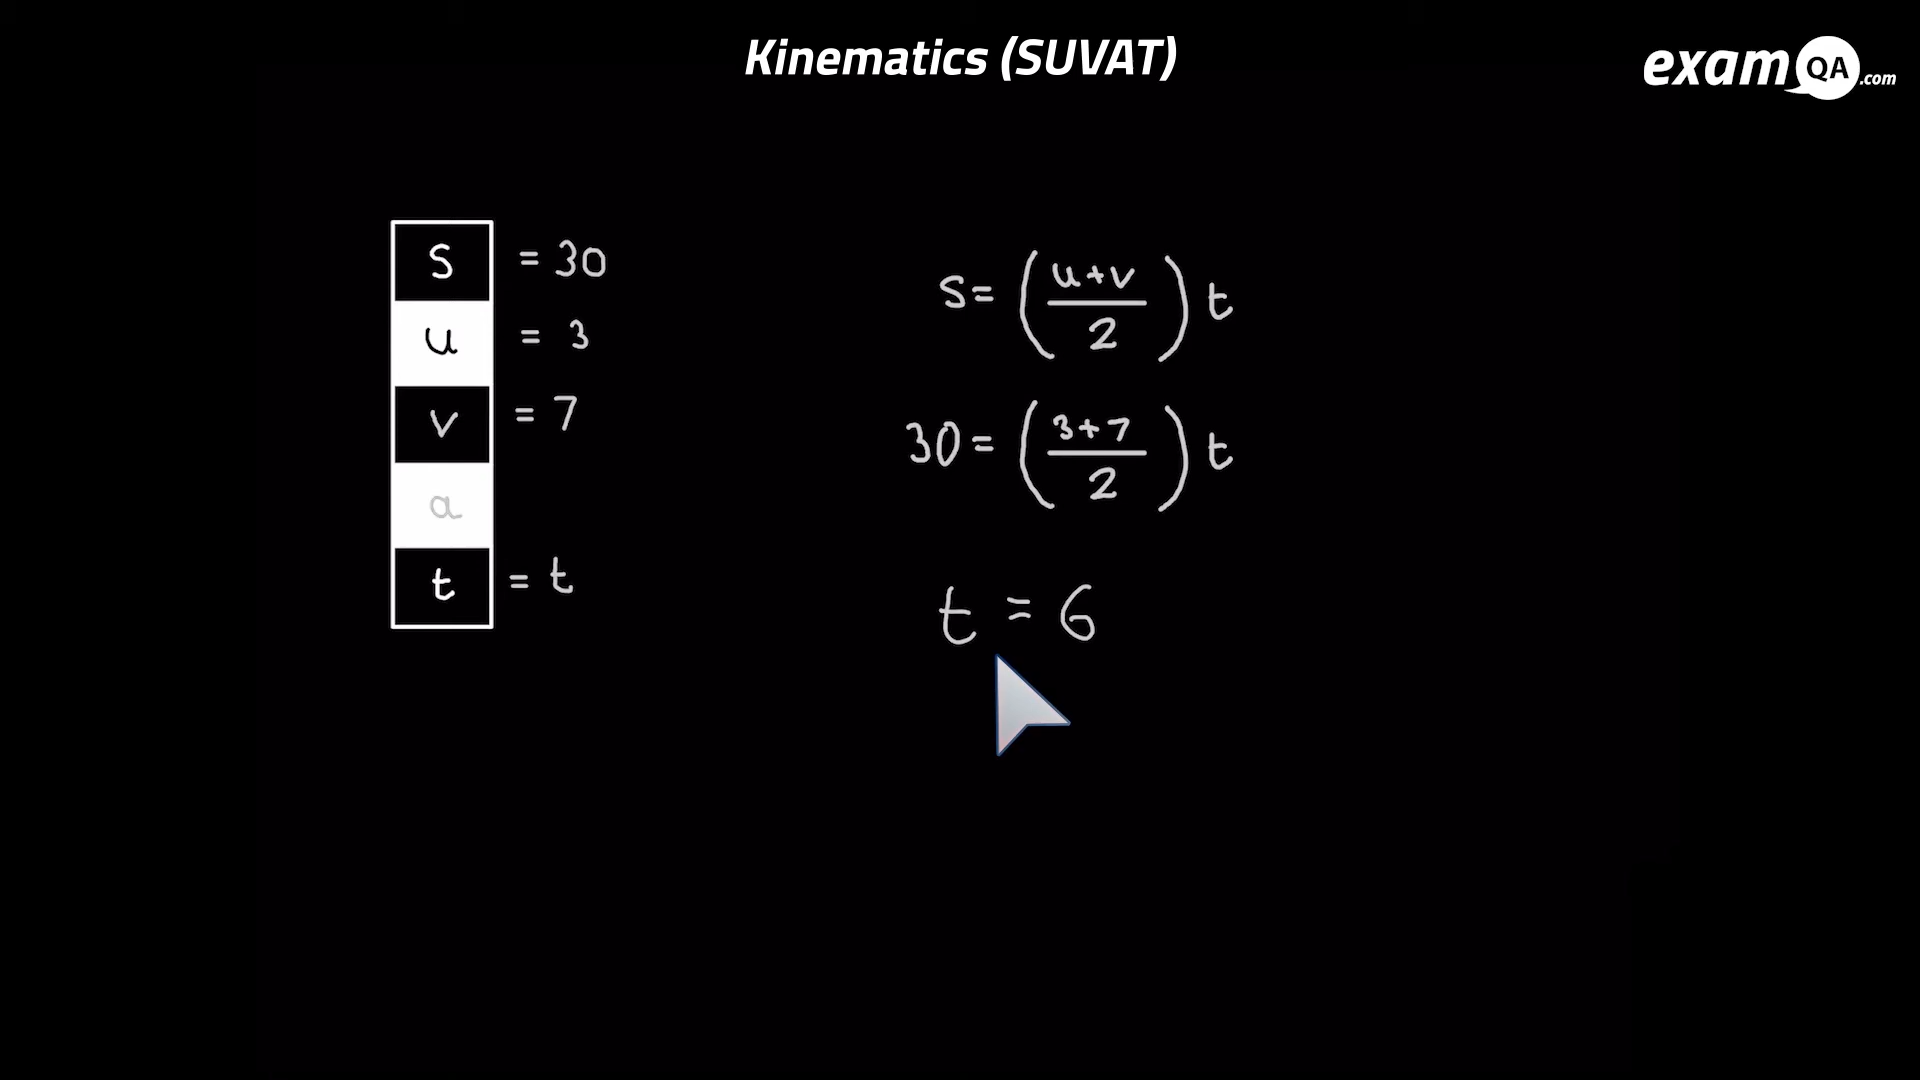 Kinematics (SUVAT)
examQA.com
s = 30
u = 3
v = 7
a
t = t
s = (u+v/2) t
30 = (3+7/2) t
t = 6